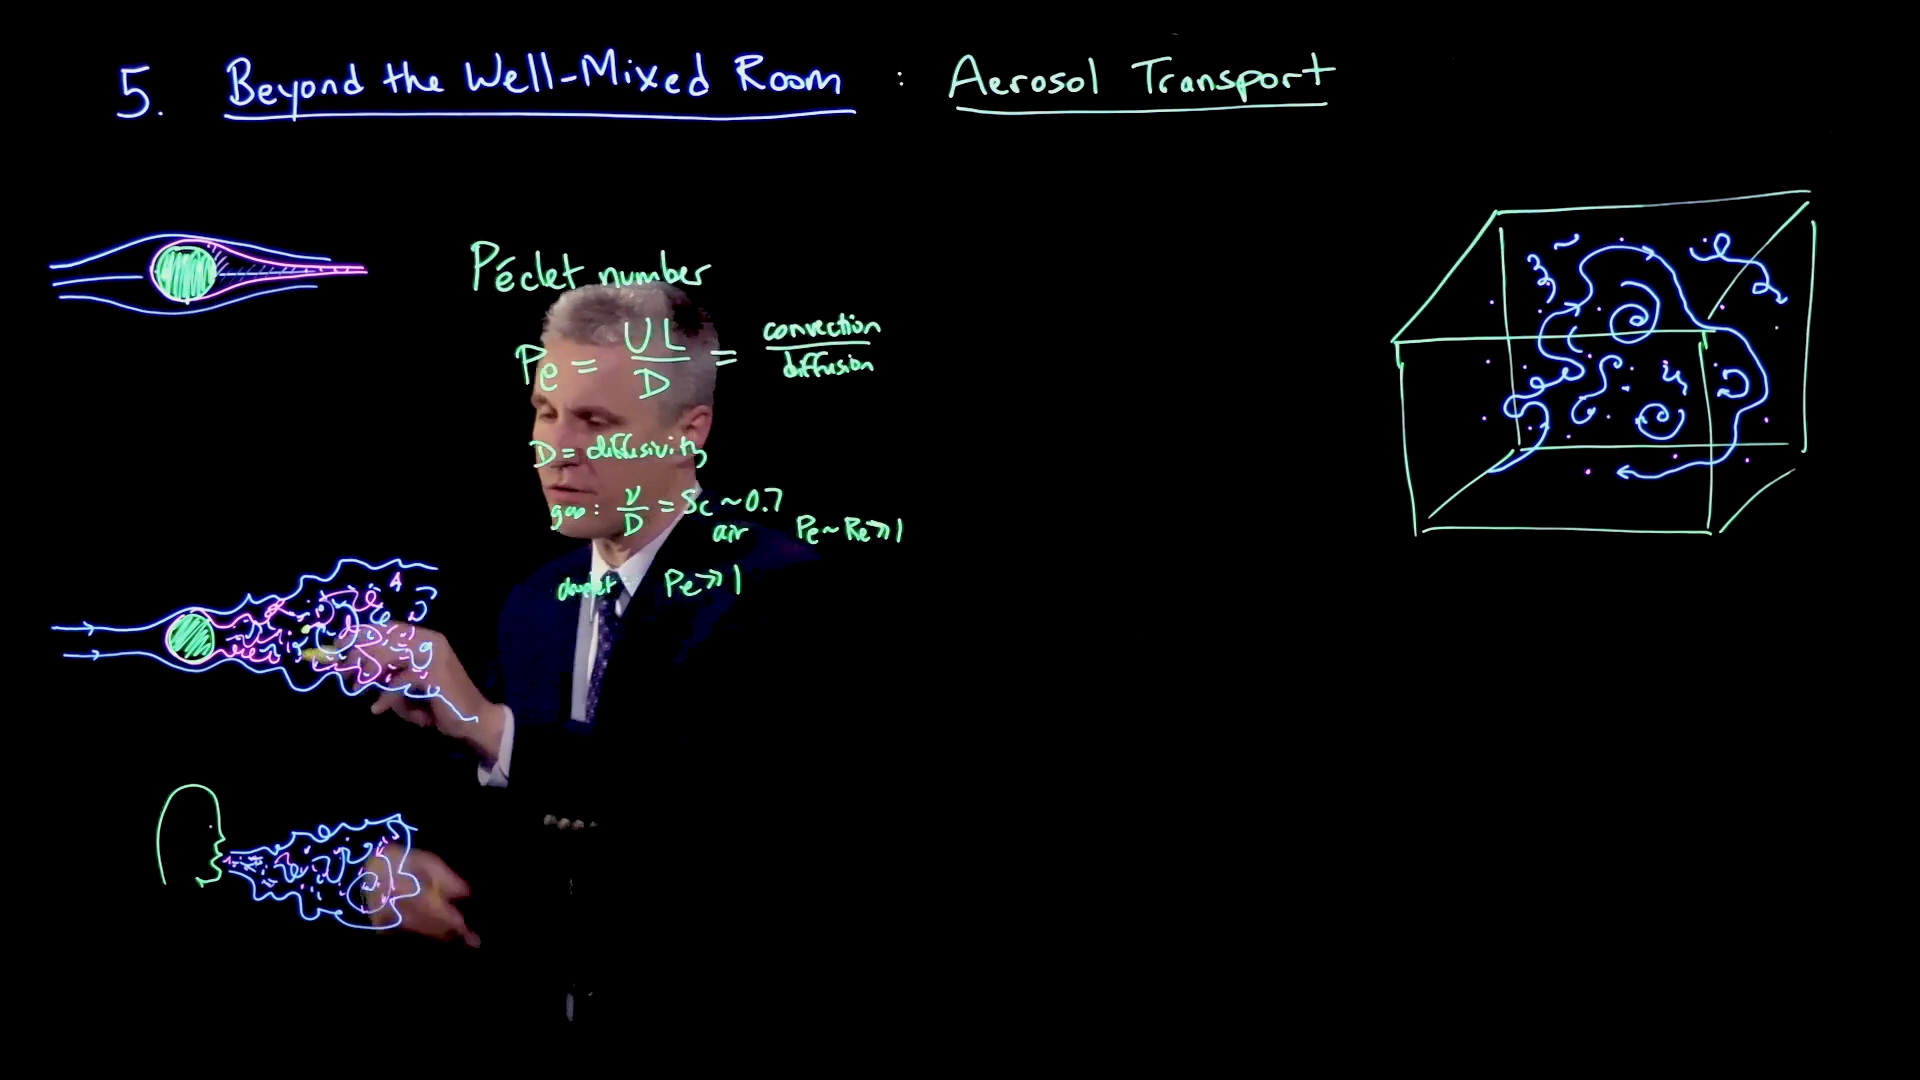 5. Beyond the Well-Mixed Room : Aerosol Transport
Péclet number
Pe = UL/D = convection/diffusion
D = diffusivity
gas: ν/D = Sc ~ 0.7
air Pe ~ Re >> 1
droplet: Pe >> 1